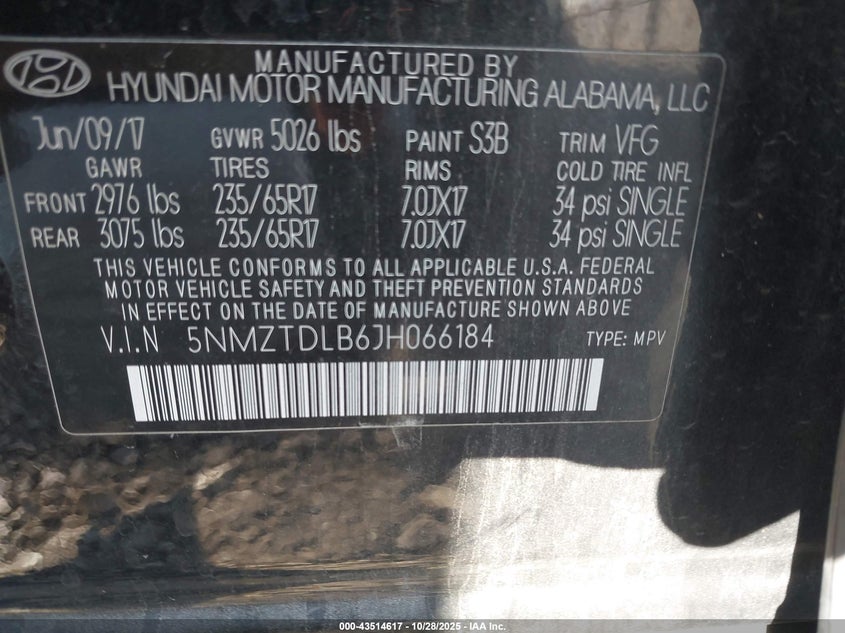 MANUFACTURED BY
HYUNDAI MOTOR MANUFACTURING ALABAMA, LLC
Jun/09/17 GVWR 5026 lbs PAINT S3B TRIM VFG
GAWR TIRES RIMS COLD TIRE INFL
FRONT 2976 lbs 235/65R17 7.0JX17 34 psi SINGLE
REAR 3075 lbs 235/65R17 7.0JX17 34 psi SINGLE
THIS VEHICLE CONFORMS TO ALL APPLICABLE U.S.A. FEDERAL
MOTOR VEHICLE SAFETY AND THEFT PREVENTION STANDARDS
IN EFFECT ON THE DATE OF MANUFACTURE SHOWN ABOVE
V.I.N 5NMZTDLB6JH066184 TYPE: MPV
000-43514617 - 10/28/2025 - IAA Inc.